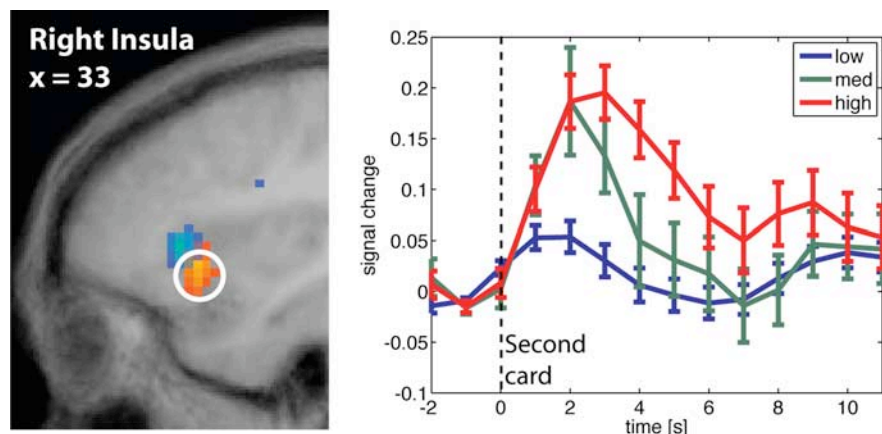 Right Insula
x = 33
0.25
0.2
0.15
0.1
0.05
0
-0.05
-0.1
signal change
low
med
high
Second
card
-2
0
2
4
6
8
10
time [s]